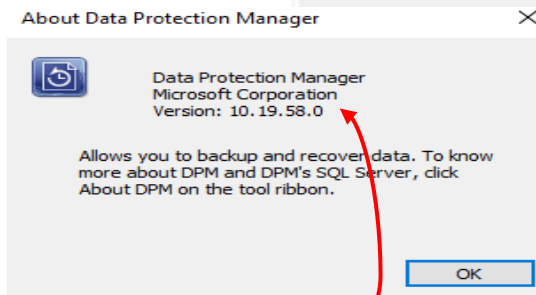 About Data Protection Manager
Data Protection Manager
Microsoft Corporation
Version: 10.19.58.0
Allows you to backup and recover data. To know
more about DPM and DPM's SQL Server, click
About DPM on the tool ribbon.
OK